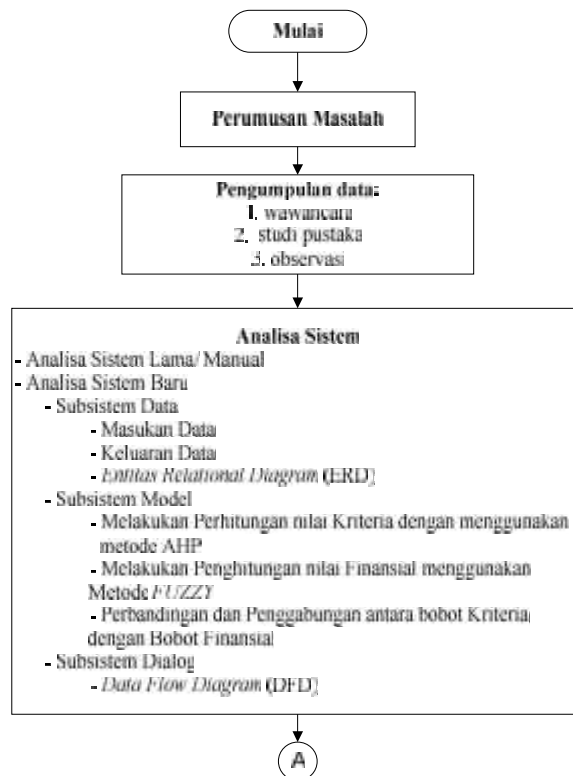 Mulai
Perumusan Masalah
Pengumpulan data:
1. wawancara
2. studi pustaka
3. observasi
Analisa Sistem
- Analisa Sistem Lama/ Manual
- Analisa Sistem Baru
- Subsistem Data
- Masukan Data
- Keluaran Data
- Entitas Relational Diagram (ERD)
- Subsistem Model
- Melakukan Perhitungan nilai Kriteria dengan menggunakan
metode AHP
- Melakukan Penghitungan nilai Finansial menggunakan
Metode FUZZY
- Perbandingan dan Penggabungan antara bobot Kriteria
dengan Bobot Finansial
- Subsistem Dialog
- Data Flow Diagram (DFD)
A